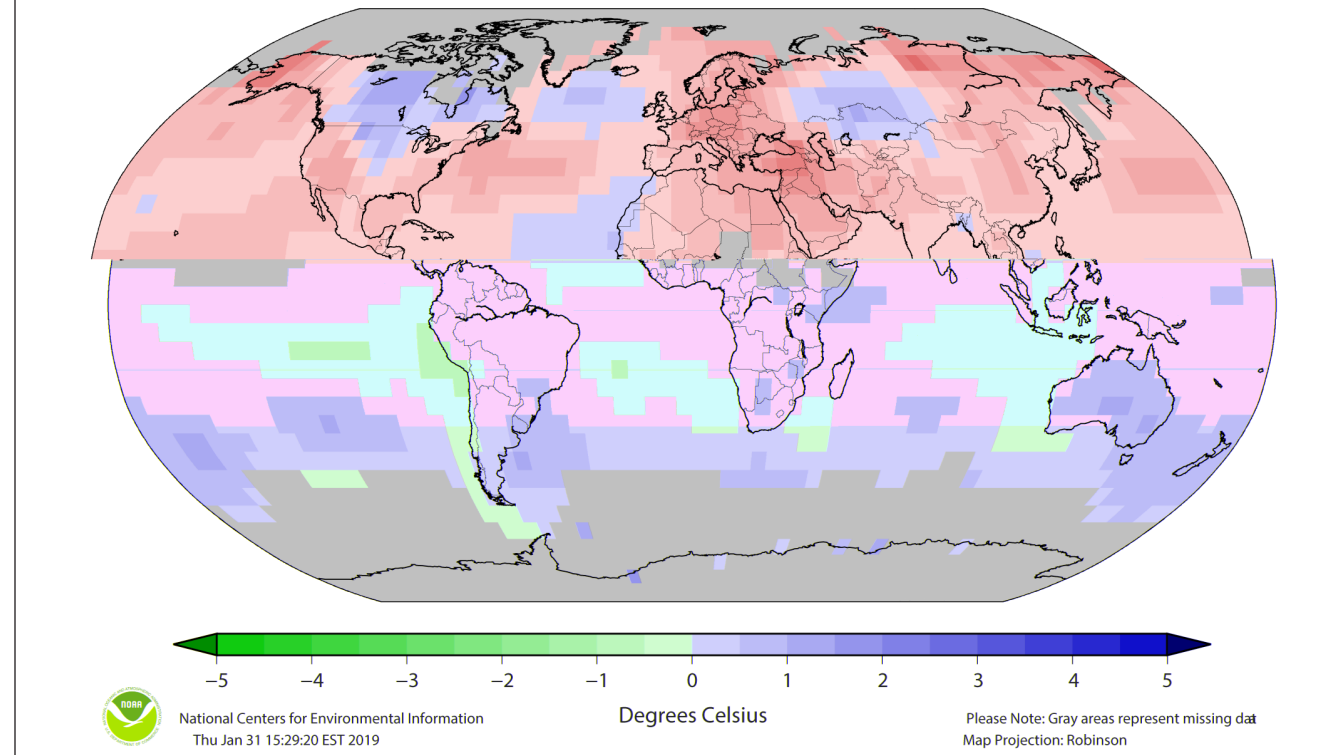 −5 −4 −3 −2 −1 0 1 2 3 4 5
Degrees Celsius
NOAA
National Centers for Environmental Information
Thu Jan 31 15:29:20 EST 2019
Please Note: Gray areas represent missing data
Map Projection: Robinson